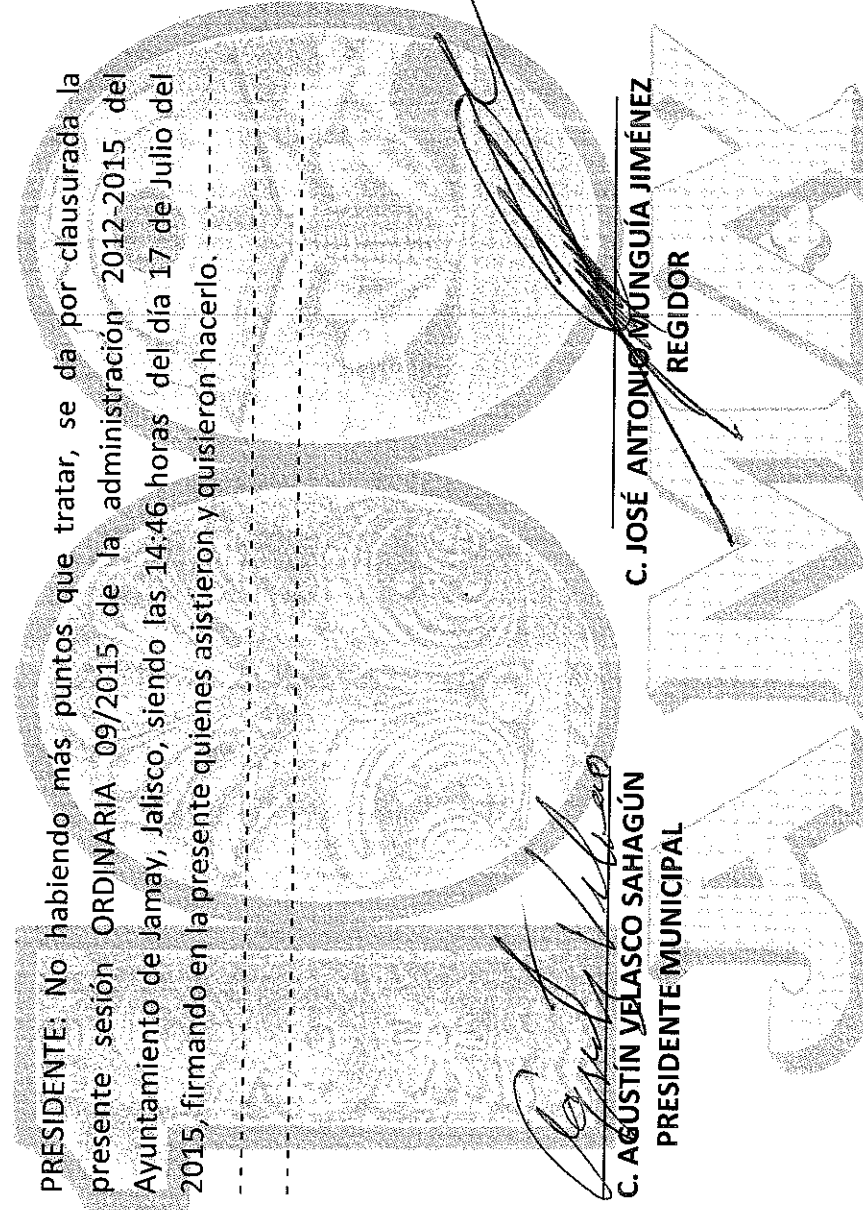 PRESIDENTE: No habiendo más puntos que tratar, se da por clausurada la
presente sesión ORDINARIA 09/2015 de la administración 2012-2015 del
Ayuntamiento de Jamay, Jalisco, siendo las 14:46 horas del día 17 de Julio del
2015, firmando en la presente quienes asistieron y quisieron hacerlo. - - - - - - - - - - -
C. AGUSTÍN VELASCO SAHAGÚN
PRESIDENTE MUNICIPAL
C. JOSÉ ANTONIO MUNGUÍA JIMÉNEZ
REGIDOR
JAMAY